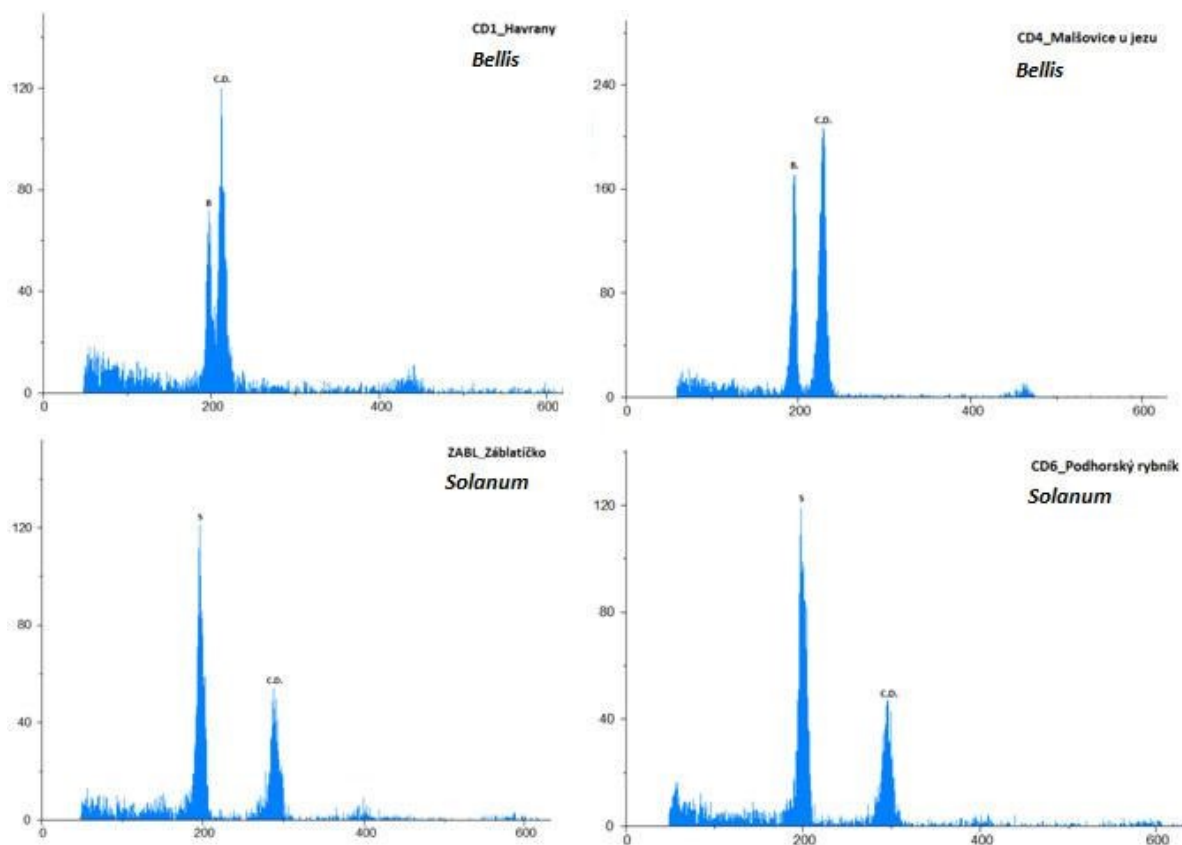 CD1_Havrany
Bellis
C.D.
B
120
80
40
0
0
200
400
600
CD4_Malšovice u jezu
Bellis
C.D.
B.
240
160
80
0
0
200
400
600
ZABL_Záblatíčko
Solanum
S
C.D.
120
80
40
0
0
200
400
600
CD6_Podhorský rybník
Solanum
S
C.D.
120
80
40
0
0
200
400
600